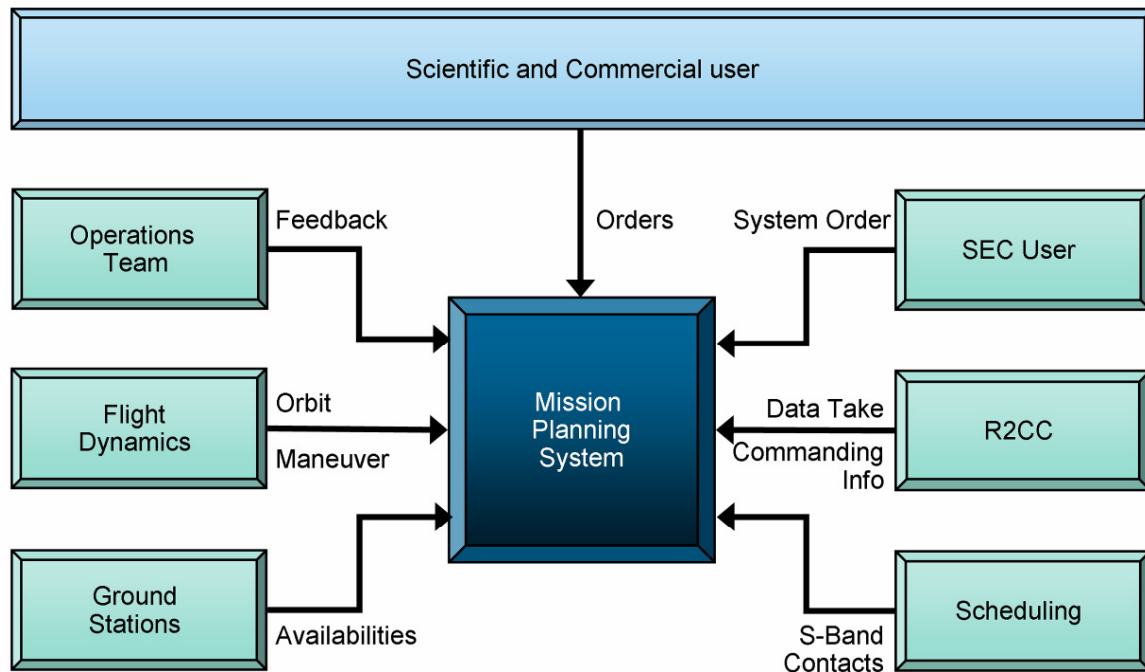 Scientific and Commercial user
Operations
Team
Feedback
Orders
System Order
SEC User
Flight
Dynamics
Orbit
Maneuver
Mission
Planning
System
Data Take
Commanding
Info
R2CC
Ground
Stations
Availabilities
S-Band
Contacts
Scheduling